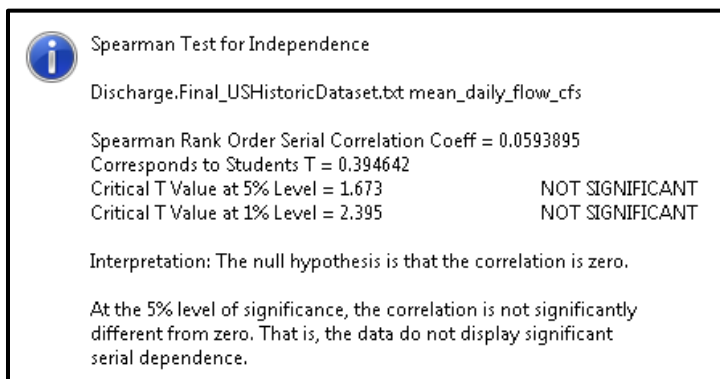 Spearman Test for Independence
Discharge.Final_USHistoricDataset.txt mean_daily_flow_cfs
Spearman Rank Order Serial Correlation Coeff = 0.0593895
Corresponds to Students T = 0.394642
Critical T Value at 5% Level = 1.673 NOT SIGNIFICANT
Critical T Value at 1% Level = 2.395 NOT SIGNIFICANT
Interpretation: The null hypothesis is that the correlation is zero.
At the 5% level of significance, the correlation is not significantly
different from zero. That is, the data do not display significant
serial dependence.